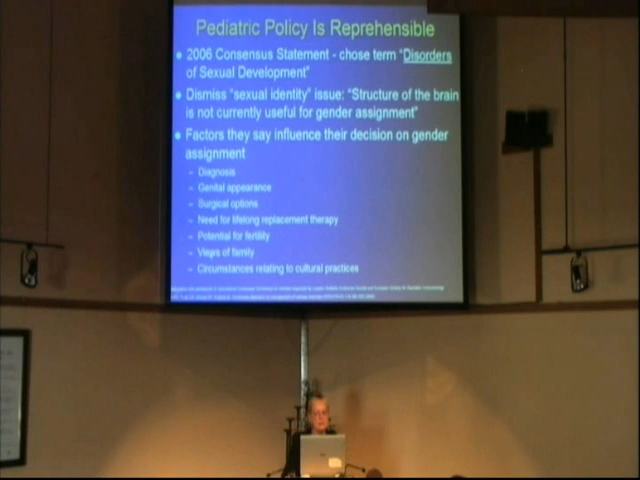 Pediatric Policy Is Reprehensible
• 2006 Consensus Statement - chose term "Disorders
of Sexual Development"
• Dismiss "sexual identity" issue: "Structure of the brain
is not currently useful for gender assignment"
• Factors they say influence their decision on gender
assignment
– Diagnosis
– Genital appearance
– Surgical options
– Need for lifelong replacement therapy
– Potential for fertility
– Views of family
– Circumstances relating to cultural practices